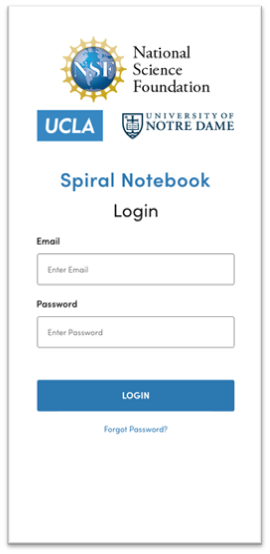 NSF
National
Science
Foundation
UCLA
UNIVERSITY OF
NOTRE DAME
Spiral Notebook
Login
Email
Enter Email
Password
Enter Password
LOGIN
Forgot Password?